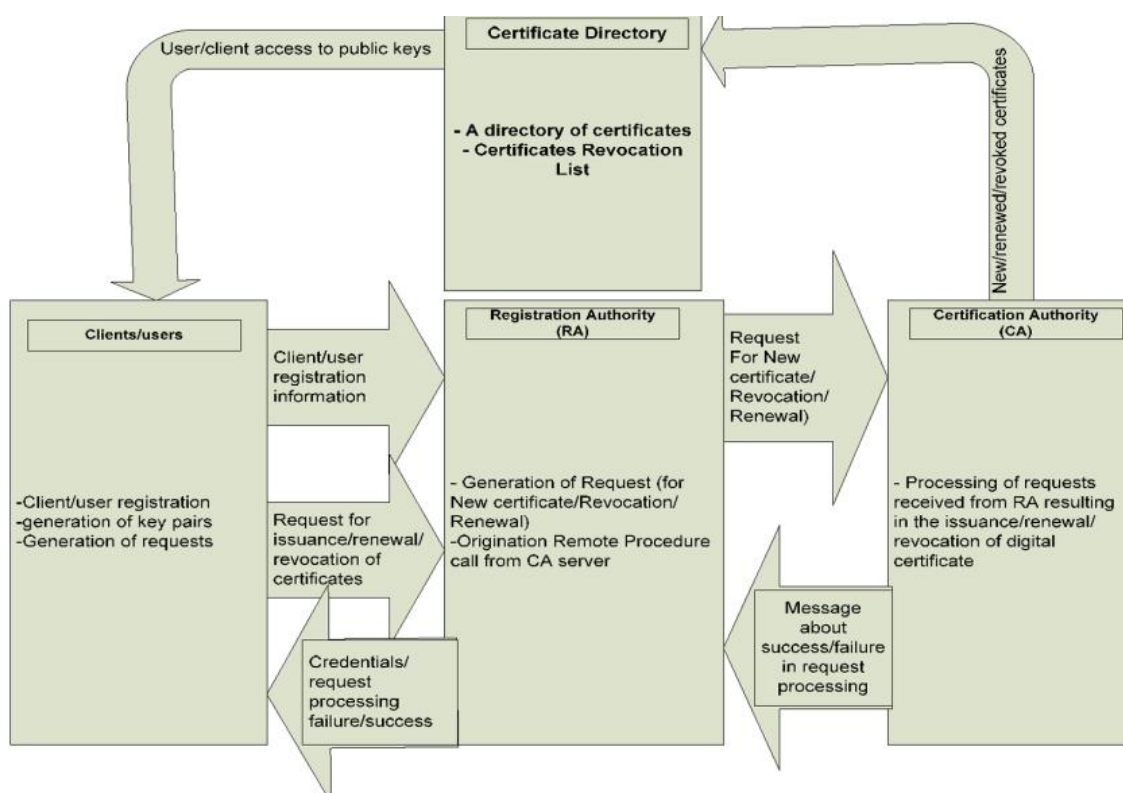 Certificate Directory
User/client access to public keys
- A directory of certificates
- Certificates Revocation
List
New/renewed/revoked certificates
Clients/users
-Client/user registration
-generation of key pairs
-Generation of requests
Client/user
registration
information
Request for
issuance/renewal/
revocation of
certificates
Credentials/
request
processing
failure/success
Registration Authority
(RA)
- Generation of Request (for
New certificate/Revocation/
Renewal)
-Origination Remote Procedure
call from CA server
Request
For New
certificate/
Revocation/
Renewal)
Message
about
success/failure
in request
processing
Certification Authority
(CA)
- Processing of requests
received from RA resulting
in the issuance/renewal/
revocation of digital
certificate